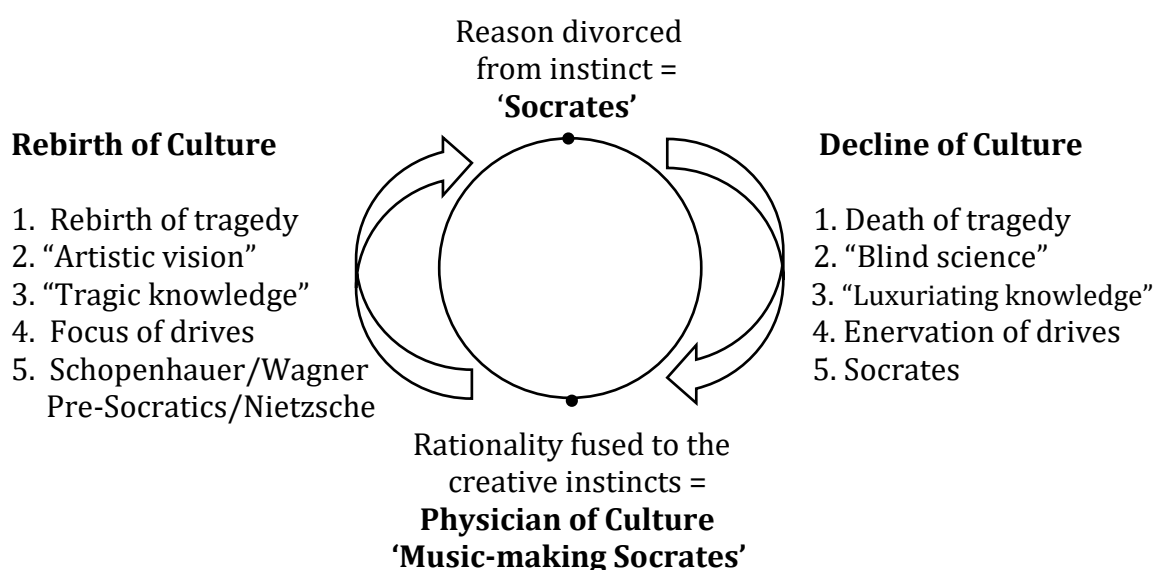 Reason divorced
from instinct =
‘Socrates’
Rebirth of Culture
1. Rebirth of tragedy
2. “Artistic vision”
3. “Tragic knowledge”
4. Focus of drives
5. Schopenhauer/Wagner
Pre-Socratics/Nietzsche
Decline of Culture
1. Death of tragedy
2. “Blind science”
3. “Luxuriating knowledge”
4. Enervation of drives
5. Socrates
Rationality fused to the
creative instincts =
Physician of Culture
‘Music-making Socrates’